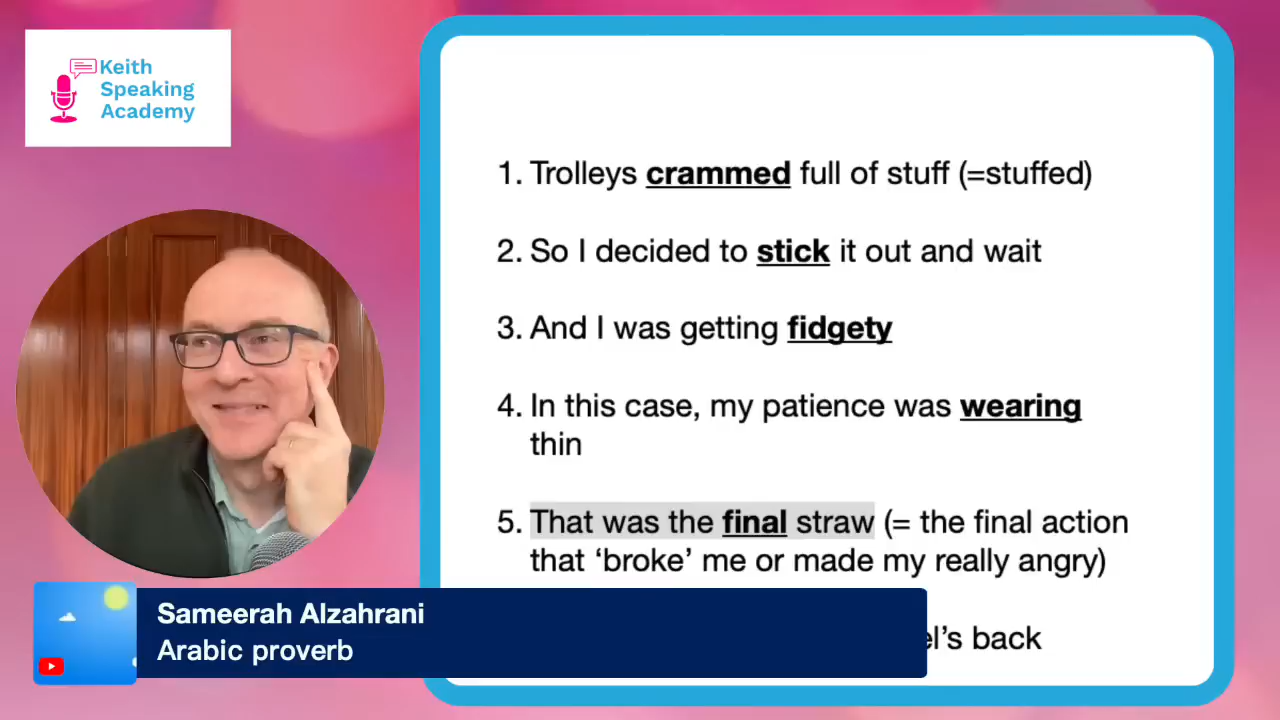 Keith
Speaking
Academy
1. Trolleys crammed full of stuff (=stuffed)
2. So I decided to stick it out and wait
3. And I was getting fidgety
4. In this case, my patience was wearing
thin
5. That was the final straw (= the final action
that ‘broke’ me or made my really angry)
back
Sameerah Alzahrani
Arabic proverb